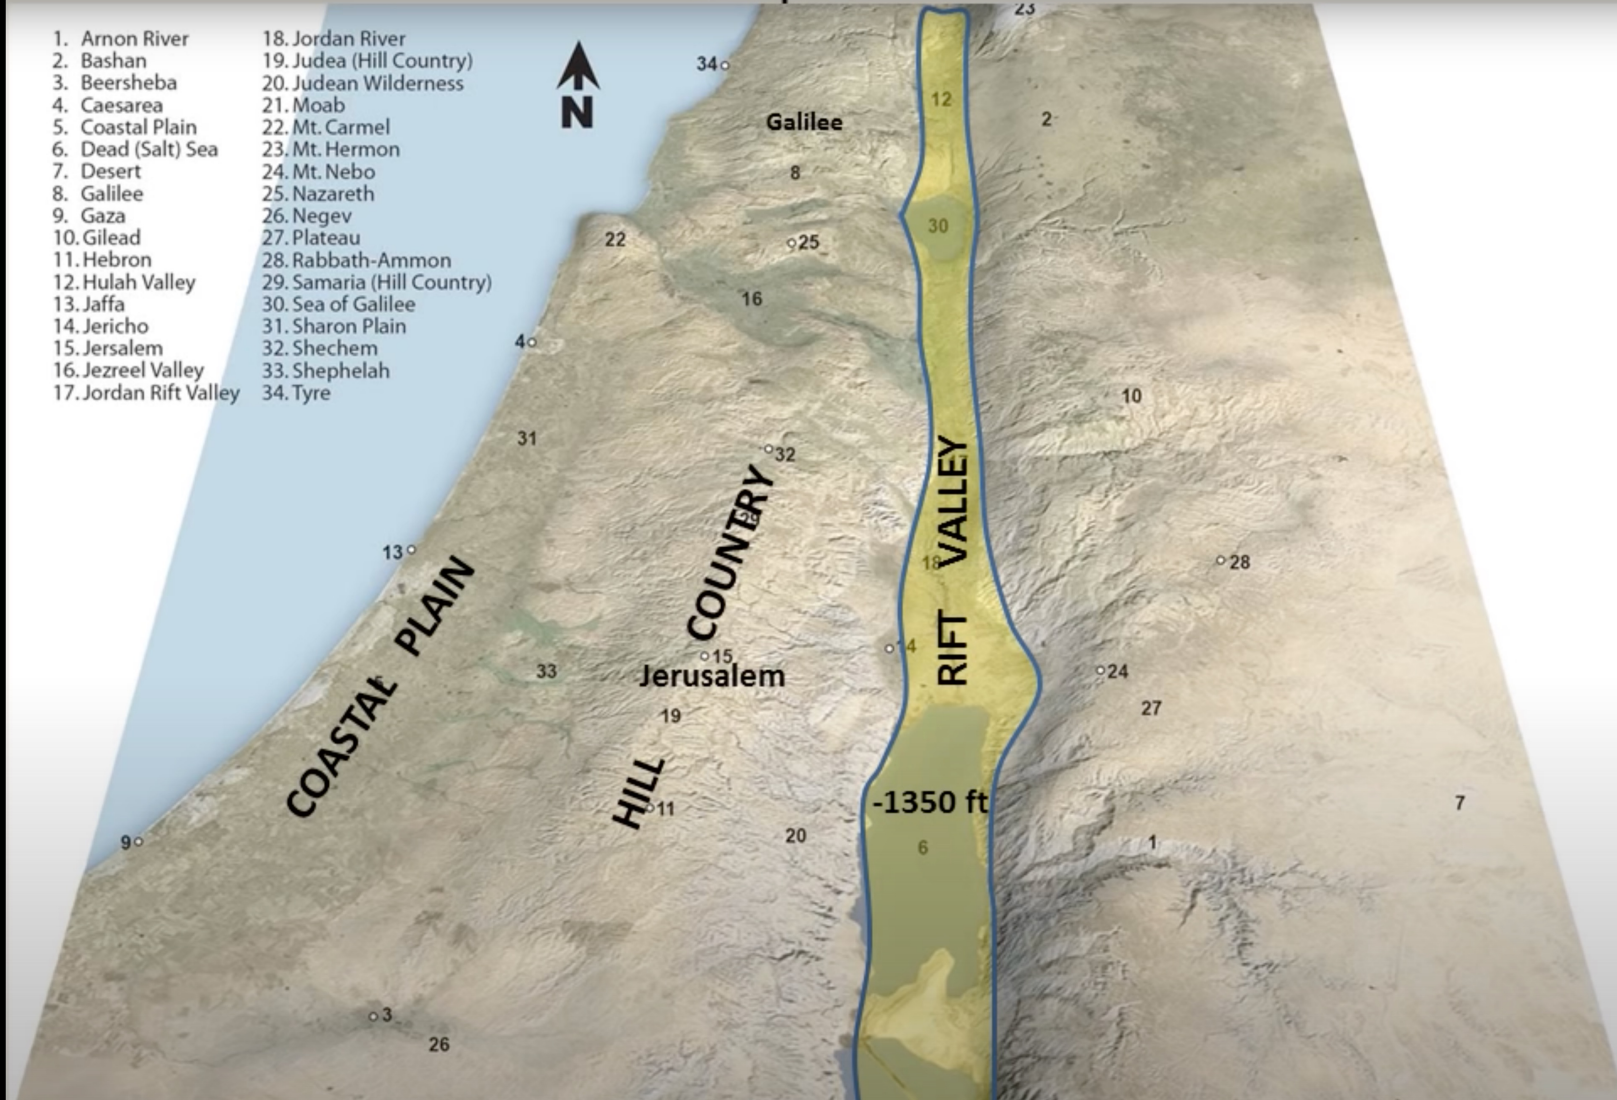 1. Arnon River
2. Bashan
3. Beersheba
4. Caesarea
5. Coastal Plain
6. Dead (Salt) Sea
7. Desert
8. Galilee
9. Gaza
10. Gilead
11. Hebron
12. Hulah Valley
13. Jaffa
14. Jericho
15. Jersalem
16. Jezreel Valley
17. Jordan Rift Valley
18. Jordan River
19. Judea (Hill Country)
20. Judean Wilderness
21. Moab
22. Mt. Carmel
23. Mt. Hermon
24. Mt. Nebo
25. Nazareth
26. Negev
27. Plateau
28. Rabbath-Ammon
29. Samaria (Hill Country)
30. Sea of Galilee
31. Sharon Plain
32. Shechem
33. Shephelah
34. Tyre
N
23
34
12
Galilee
2
8
30
22
25
16
4
10
31
32
29
13
18
28
COASTAL PLAIN
HILL COUNTRY
RIFT VALLEY
14
15
33
Jerusalem
24
19
27
-1350 ft
11
7
20
9
6
1
3
26